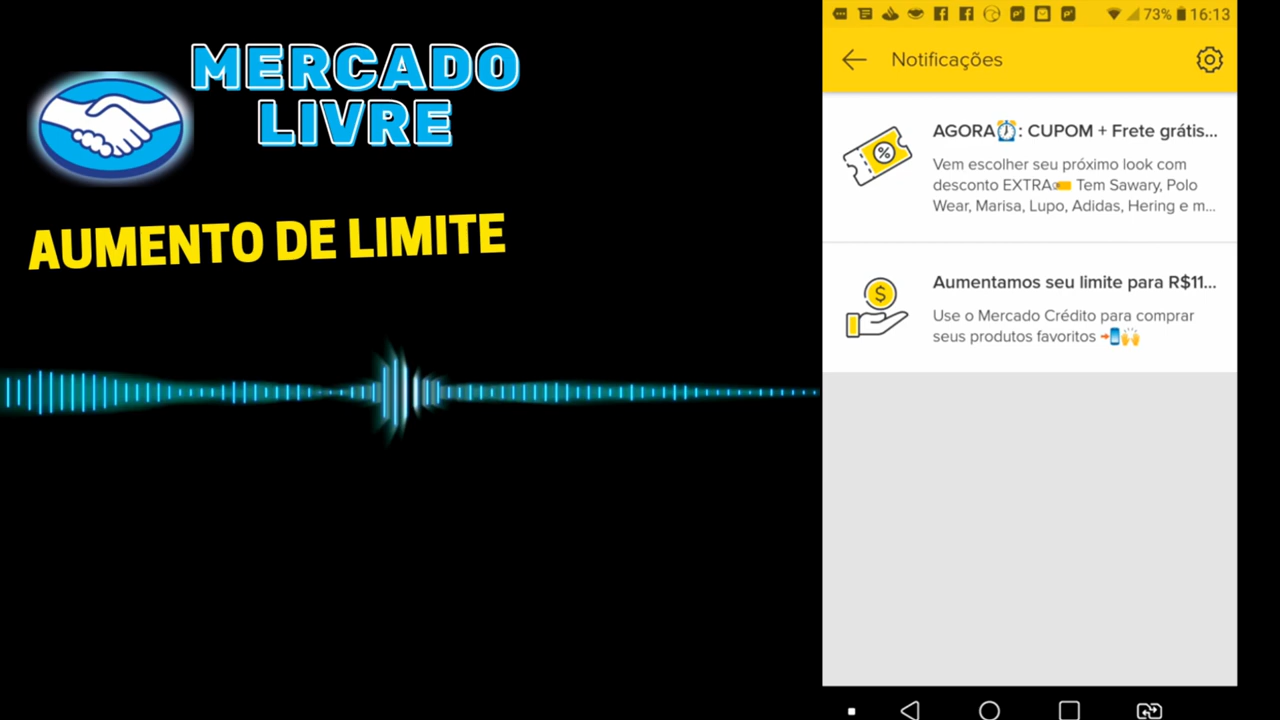 MERCADO
LIVRE
AUMENTO DE LIMITE
73% 16:13
Notificações
AGORA⏰: CUPOM + Frete grátis...
Vem escolher seu próximo look com
desconto EXTRA🎫 Tem Sawary, Polo
Wear, Marisa, Lupo, Adidas, Hering e m...
Aumentamos seu limite para R$11...
Use o Mercado Crédito para comprar
seus produtos favoritos 📲🙌